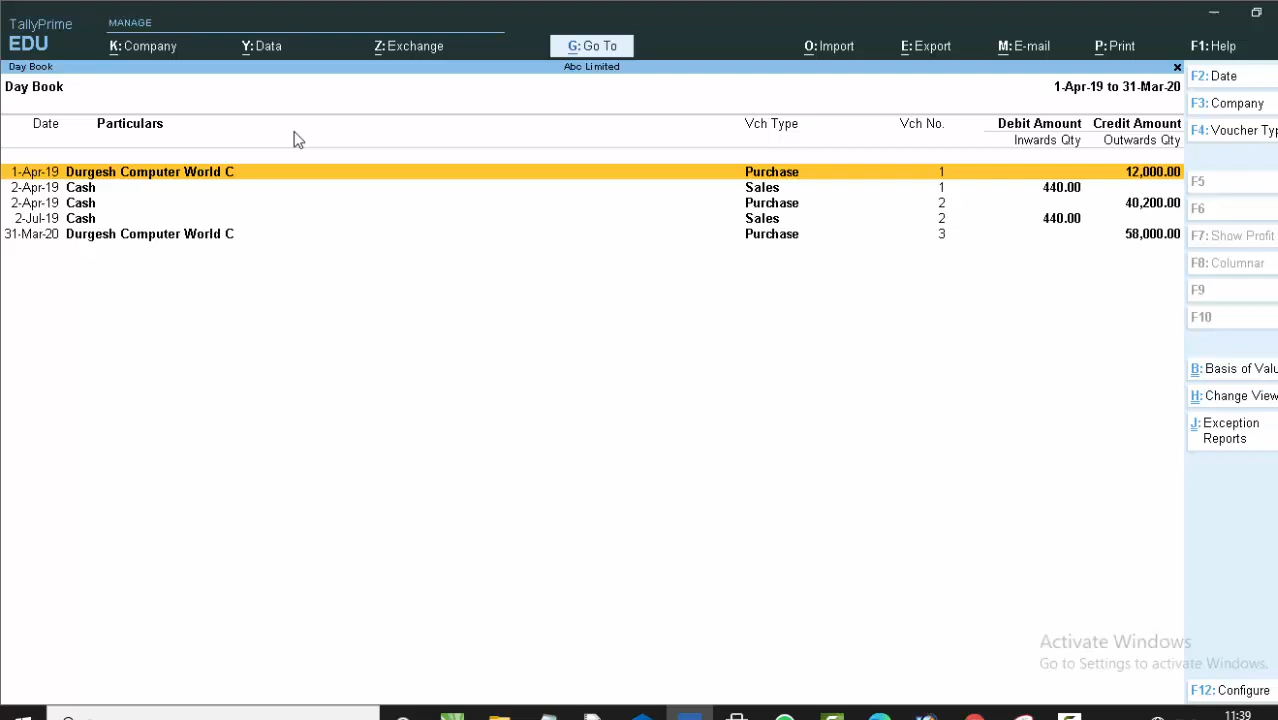 TallyPrime MANAGE
EDU K: Company Y: Data Z: Exchange G: Go To O: Import E: Export M: E-mail P: Print F1: Help
Day Book Abc Limited × F2: Date
Day Book 1-Apr-19 to 31-Mar-20
F3: Company
Date Particulars Vch Type Vch No. Debit Amount Credit Amount F4: Voucher Typ
Inwards Qty Outwards Qty
1-Apr-19 Durgesh Computer World C Purchase 1 12,000.00
2-Apr-19 Cash Sales 1 440.00 F5
2-Apr-19 Cash Purchase 2 40,200.00 F6
2-Jul-19 Cash Sales 2 440.00
31-Mar-20 Durgesh Computer World C Purchase 3 58,000.00 F7: Show Profit
F8: Columnar
F9
F10
B: Basis of Valu
H: Change View
J: Exception
Reports
Activate Windows
Go to Settings to activate Windows.
F12: Configure
11:39